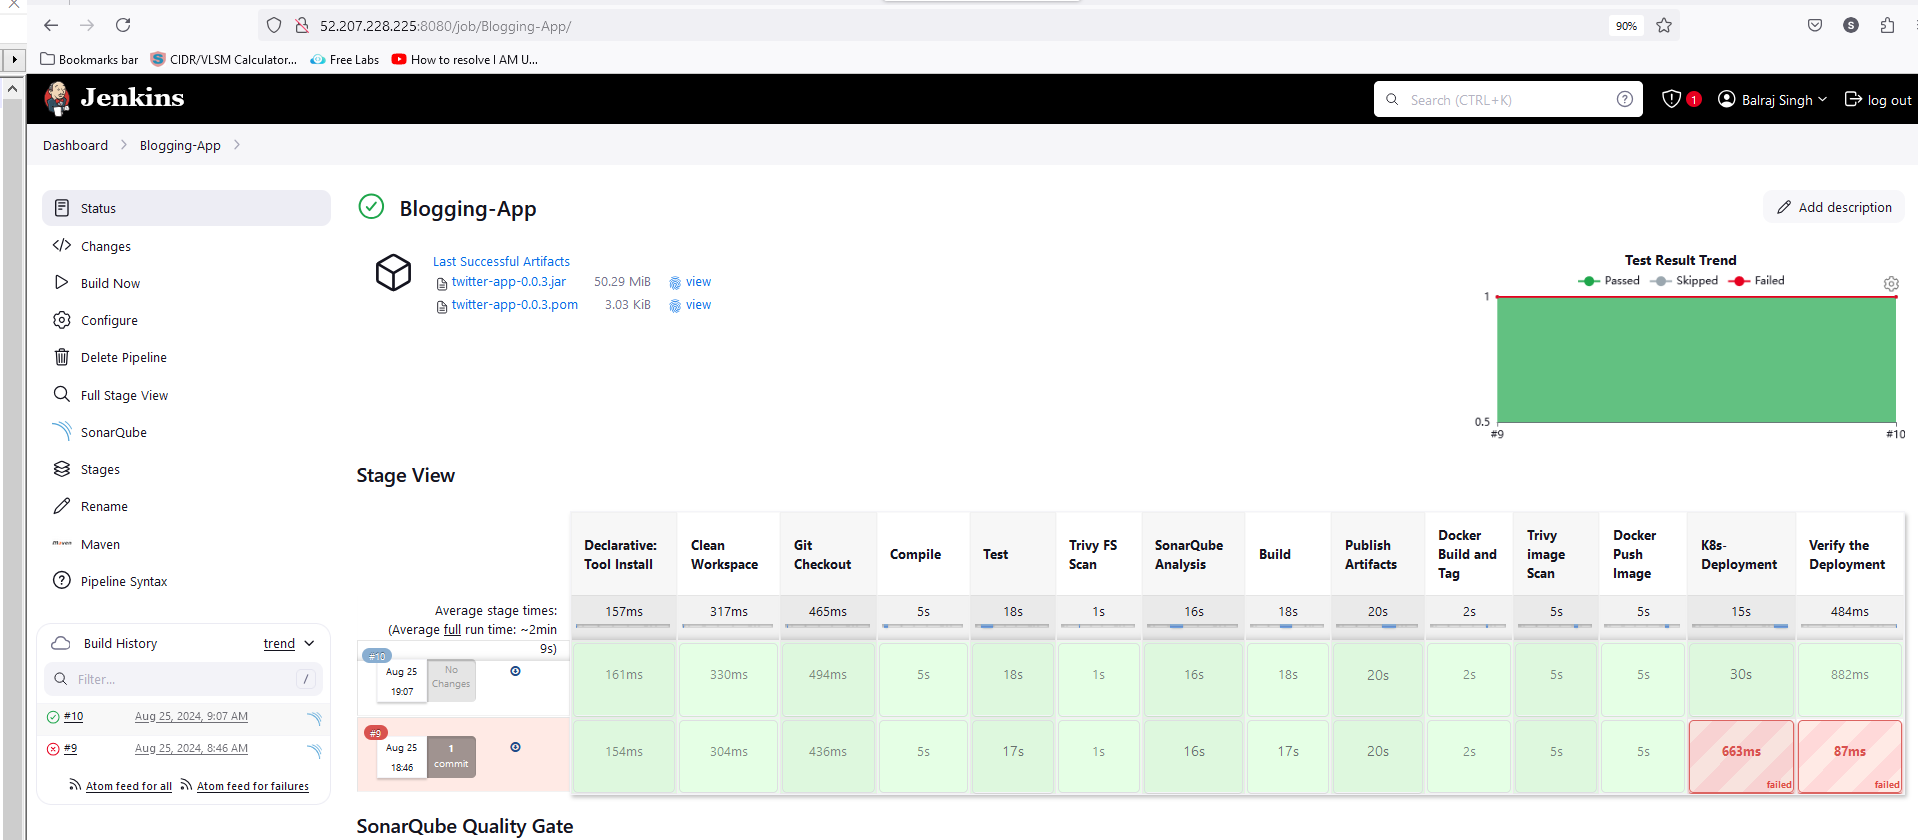 52.207.228.225:8080/job/Blogging-App/
90%
S
Bookmarks bar
CIDR/VLSM Calculator...
Free Labs
How to resolve I AM U...
Jenkins
Search (CTRL+K)
1
Balraj Singh
log out
Dashboard
Blogging-App
Status
Changes
Build Now
Configure
Delete Pipeline
Full Stage View
SonarQube
Stages
Rename
Maven
Maven
Pipeline Syntax
Build History
trend
Filter...
/
#10
Aug 25, 2024, 9:07 AM
#9
Aug 25, 2024, 8:46 AM
Atom feed for all
Atom feed for failures
Blogging-App
Add description
Last Successful Artifacts
twitter-app-0.0.3.jar 50.29 MiB view
twitter-app-0.0.3.pom 3.03 KiB view
Test Result Trend
Passed Skipped Failed
1
0.5
#9
#10
Stage View
Declarative: Tool Install
Clean Workspace
Git Checkout
Compile
Test
Trivy FS Scan
SonarQube Analysis
Build
Publish Artifacts
Docker Build and Tag
Trivy image Scan
Docker Push Image
K8s-Deployment
Verify the Deployment
Average stage times:
(Average full run time: ~2min
9s)
157ms 317ms 465ms 5s 18s 1s 16s 18s 20s 2s 5s 5s 15s 484ms
#10
Aug 25
19:07
No
Changes
161ms 330ms 494ms 5s 18s 1s 16s 18s 20s 2s 5s 5s 30s 882ms
#9
Aug 25
18:46
1
commit
154ms 304ms 436ms 5s 17s 1s 16s 17s 20s 2s 5s 5s 663ms 87ms
failed failed
SonarQube Quality Gate